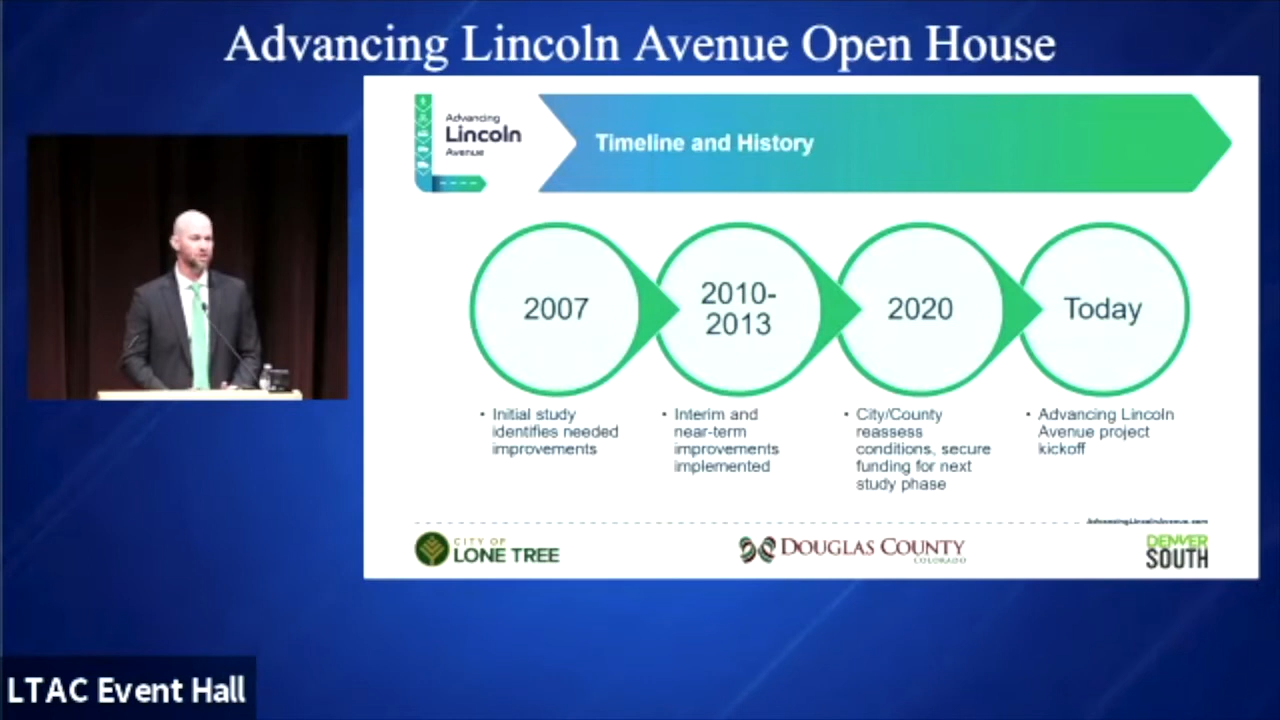 Advancing Lincoln Avenue Open House
Advancing
Lincoln
Avenue
Timeline and History
2007
2010-
2013
2020
Today
• Initial study
identifies needed
improvements
• Interim and
near-term
improvements
implemented
• City/County
reassess
conditions, secure
funding for next
study phase
• Advancing Lincoln
Avenue project
kickoff
AdvancingLincolnAvenue.com
CITY OF
LONE TREE
DOUGLAS COUNTY
COLORADO
DENVER
SOUTH
LTAC Event Hall